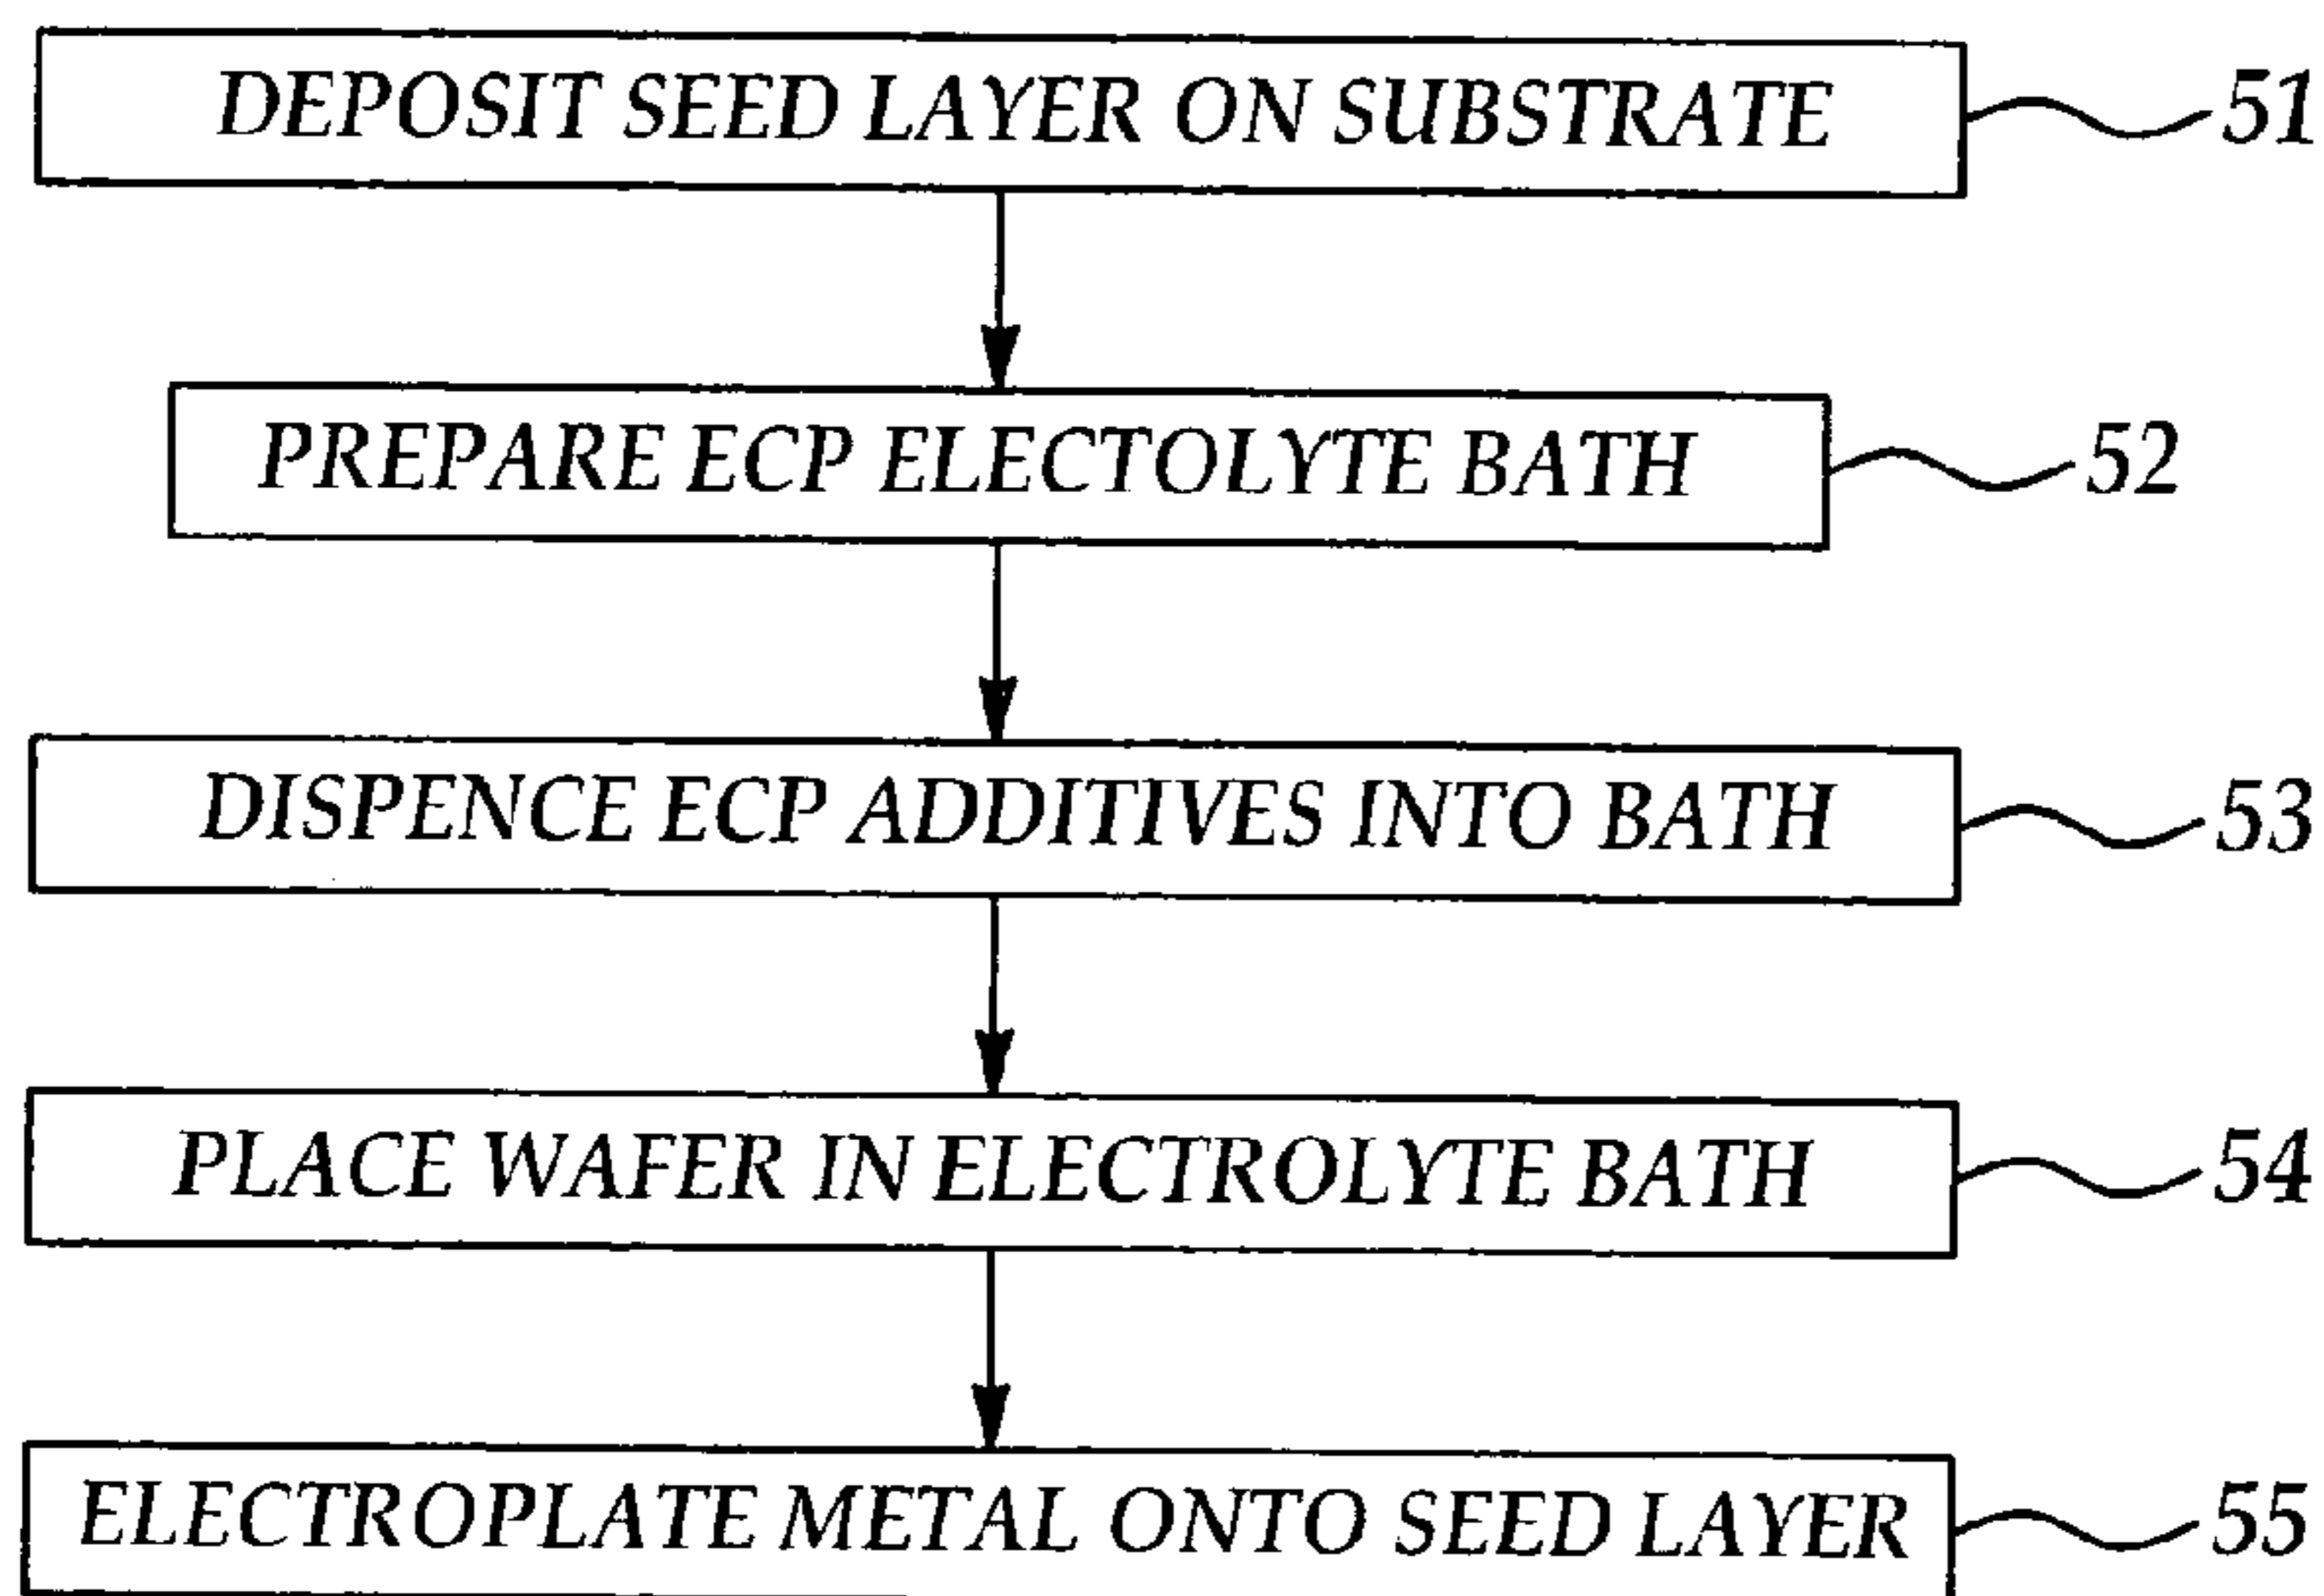 DEPOSIT SEED LAYER ON SUBSTRATE 51
PREPARE ECP ELECTOLYTE BATH 52
DISPENCE ECP ADDITIVES INTO BATH 53
PLACE WAFER IN ELECTROLYTE BATH 54
ELECTROPLATE METAL ONTO SEED LAYER 55